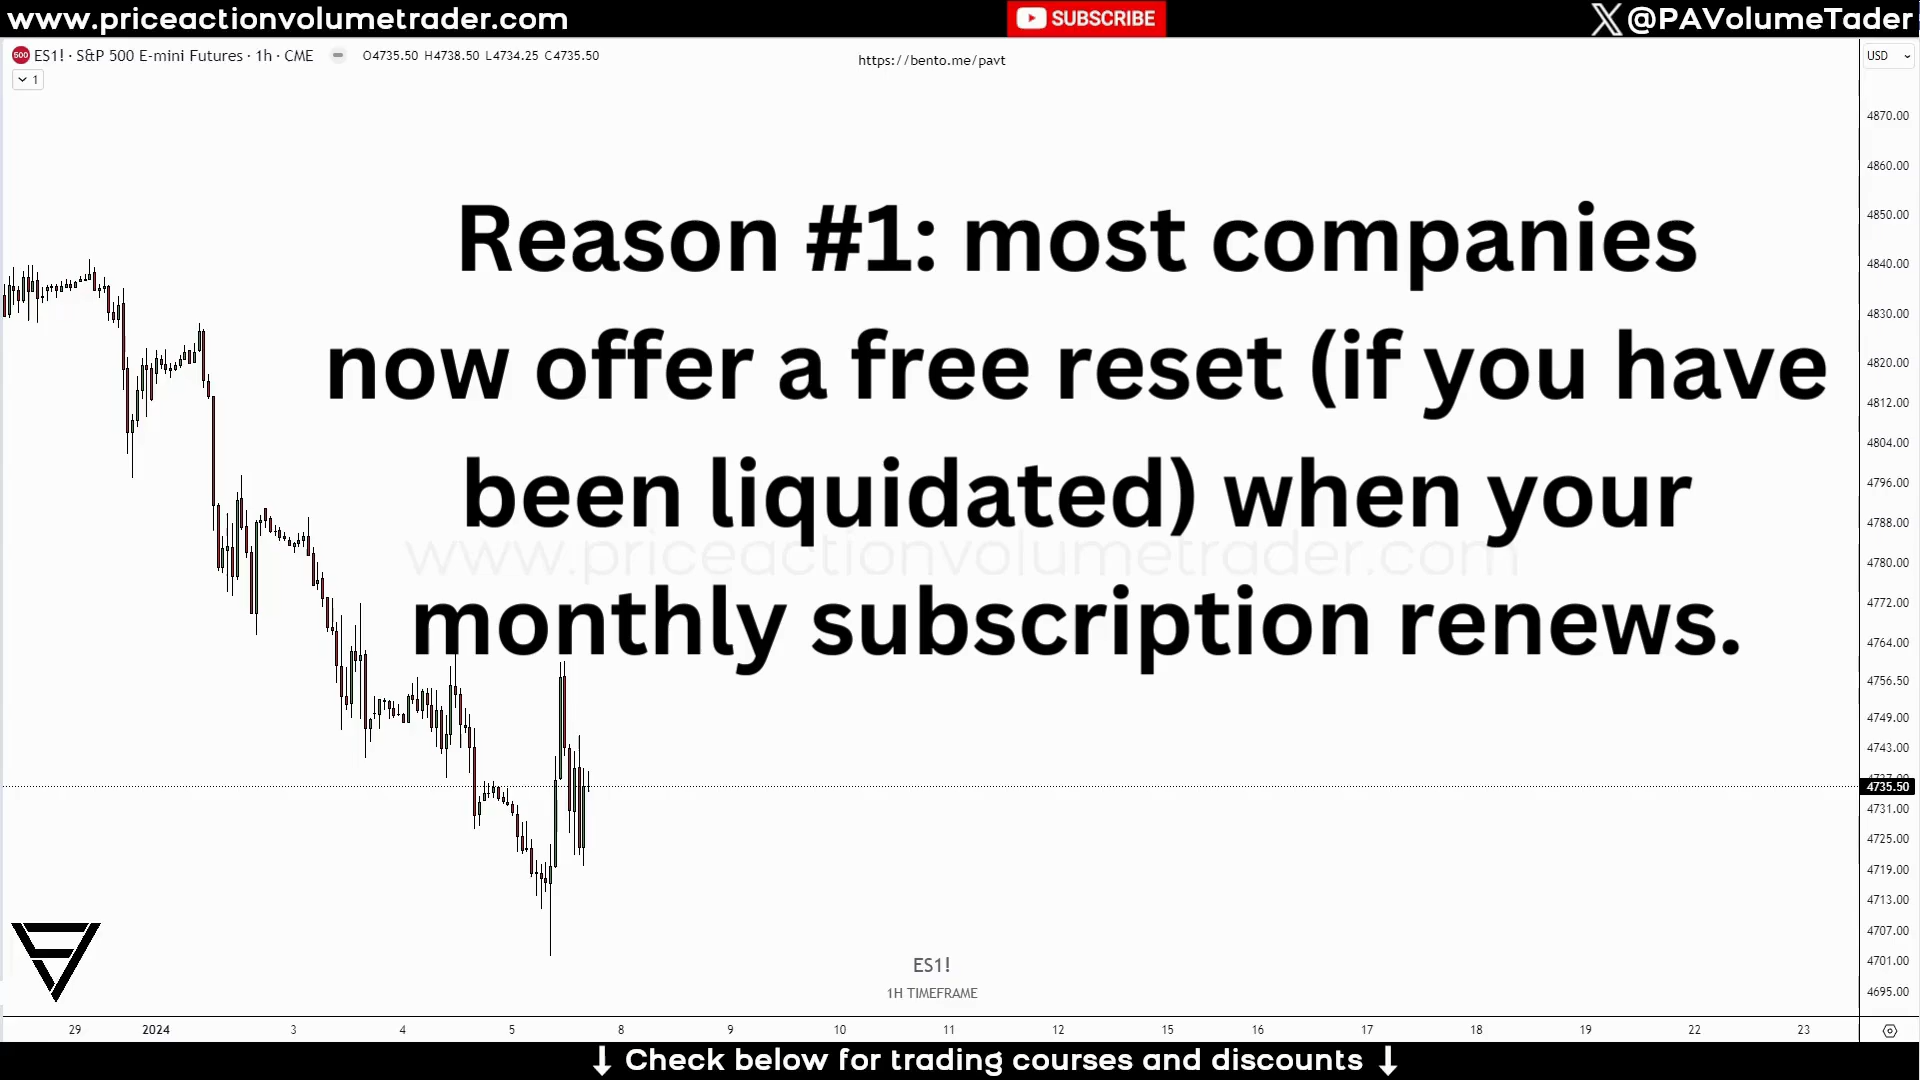 www.priceactionvolumetrader.com
SUBSCRIBE
@PAVolumeTader
500 ES1! · S&P 500 E-mini Futures · 1h · CME
O4735.50 H4738.50 L4734.25 C4735.50
https://bento.me/pavt
USD
1
Reason #1: most companies
now offer a free reset (if you have
been liquidated) when your
monthly subscription renews.
www.priceactionvolumetrader.com
4870.00
4860.00
4850.00
4840.00
4830.00
4820.00
4812.00
4804.00
4796.00
4788.00
4780.00
4772.00
4764.00
4756.50
4749.00
4743.00
4735.50
4731.00
4725.00
4719.00
4713.00
4707.00
4701.00
4695.00
ES1!
1H TIMEFRAME
29 2024 3 4 5 8 9 10 11 12 15 16 17 18 19 22 23
↓ Check below for trading courses and discounts ↓